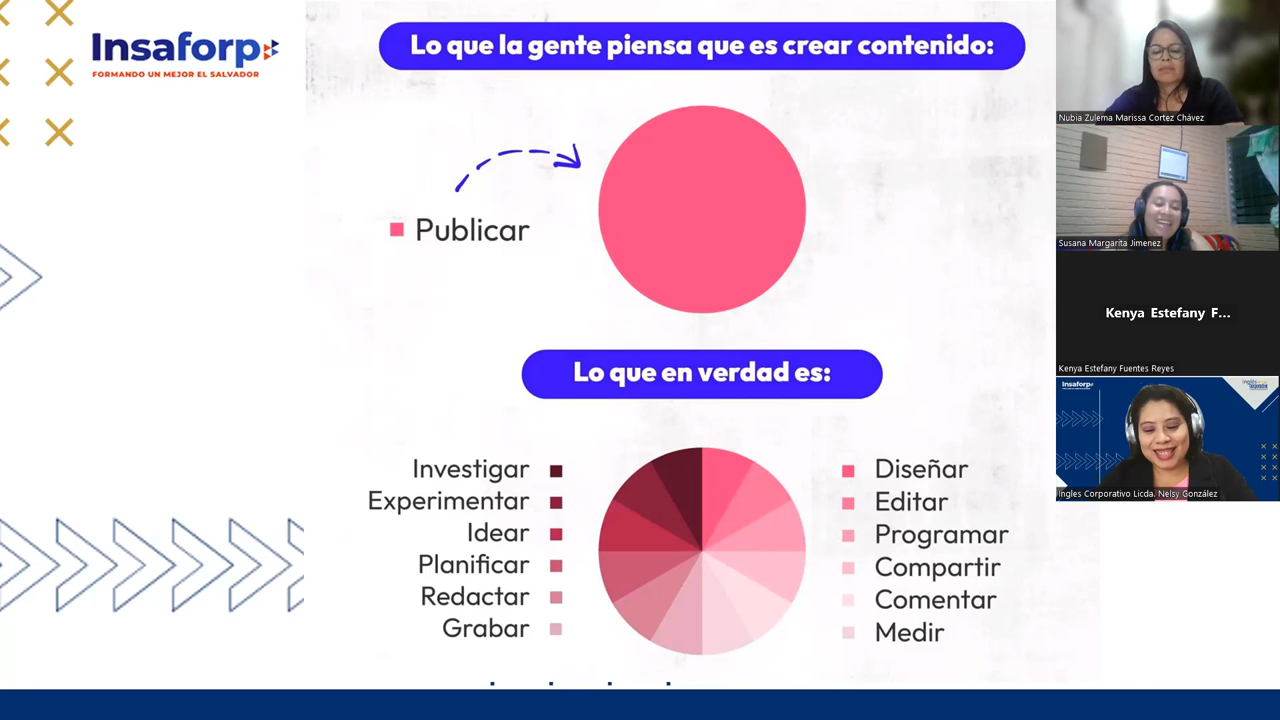 Insaforp
FORMANDO UN MEJOR EL SALVADOR
Lo que la gente piensa que es crear contenido:
Publicar
Lo que en verdad es:
Investigar
Experimentar
Idear
Planificar
Redactar
Grabar
Diseñar
Editar
Programar
Compartir
Comentar
Medir
Nubia Zulema Marissa Cortez Chávez
Susana Margarita Jimenez
Kenya Estefany F...
Kenya Estefany Fuentes Reyes
Insaforp
Ingles Corporativo Licda. Nelsy González